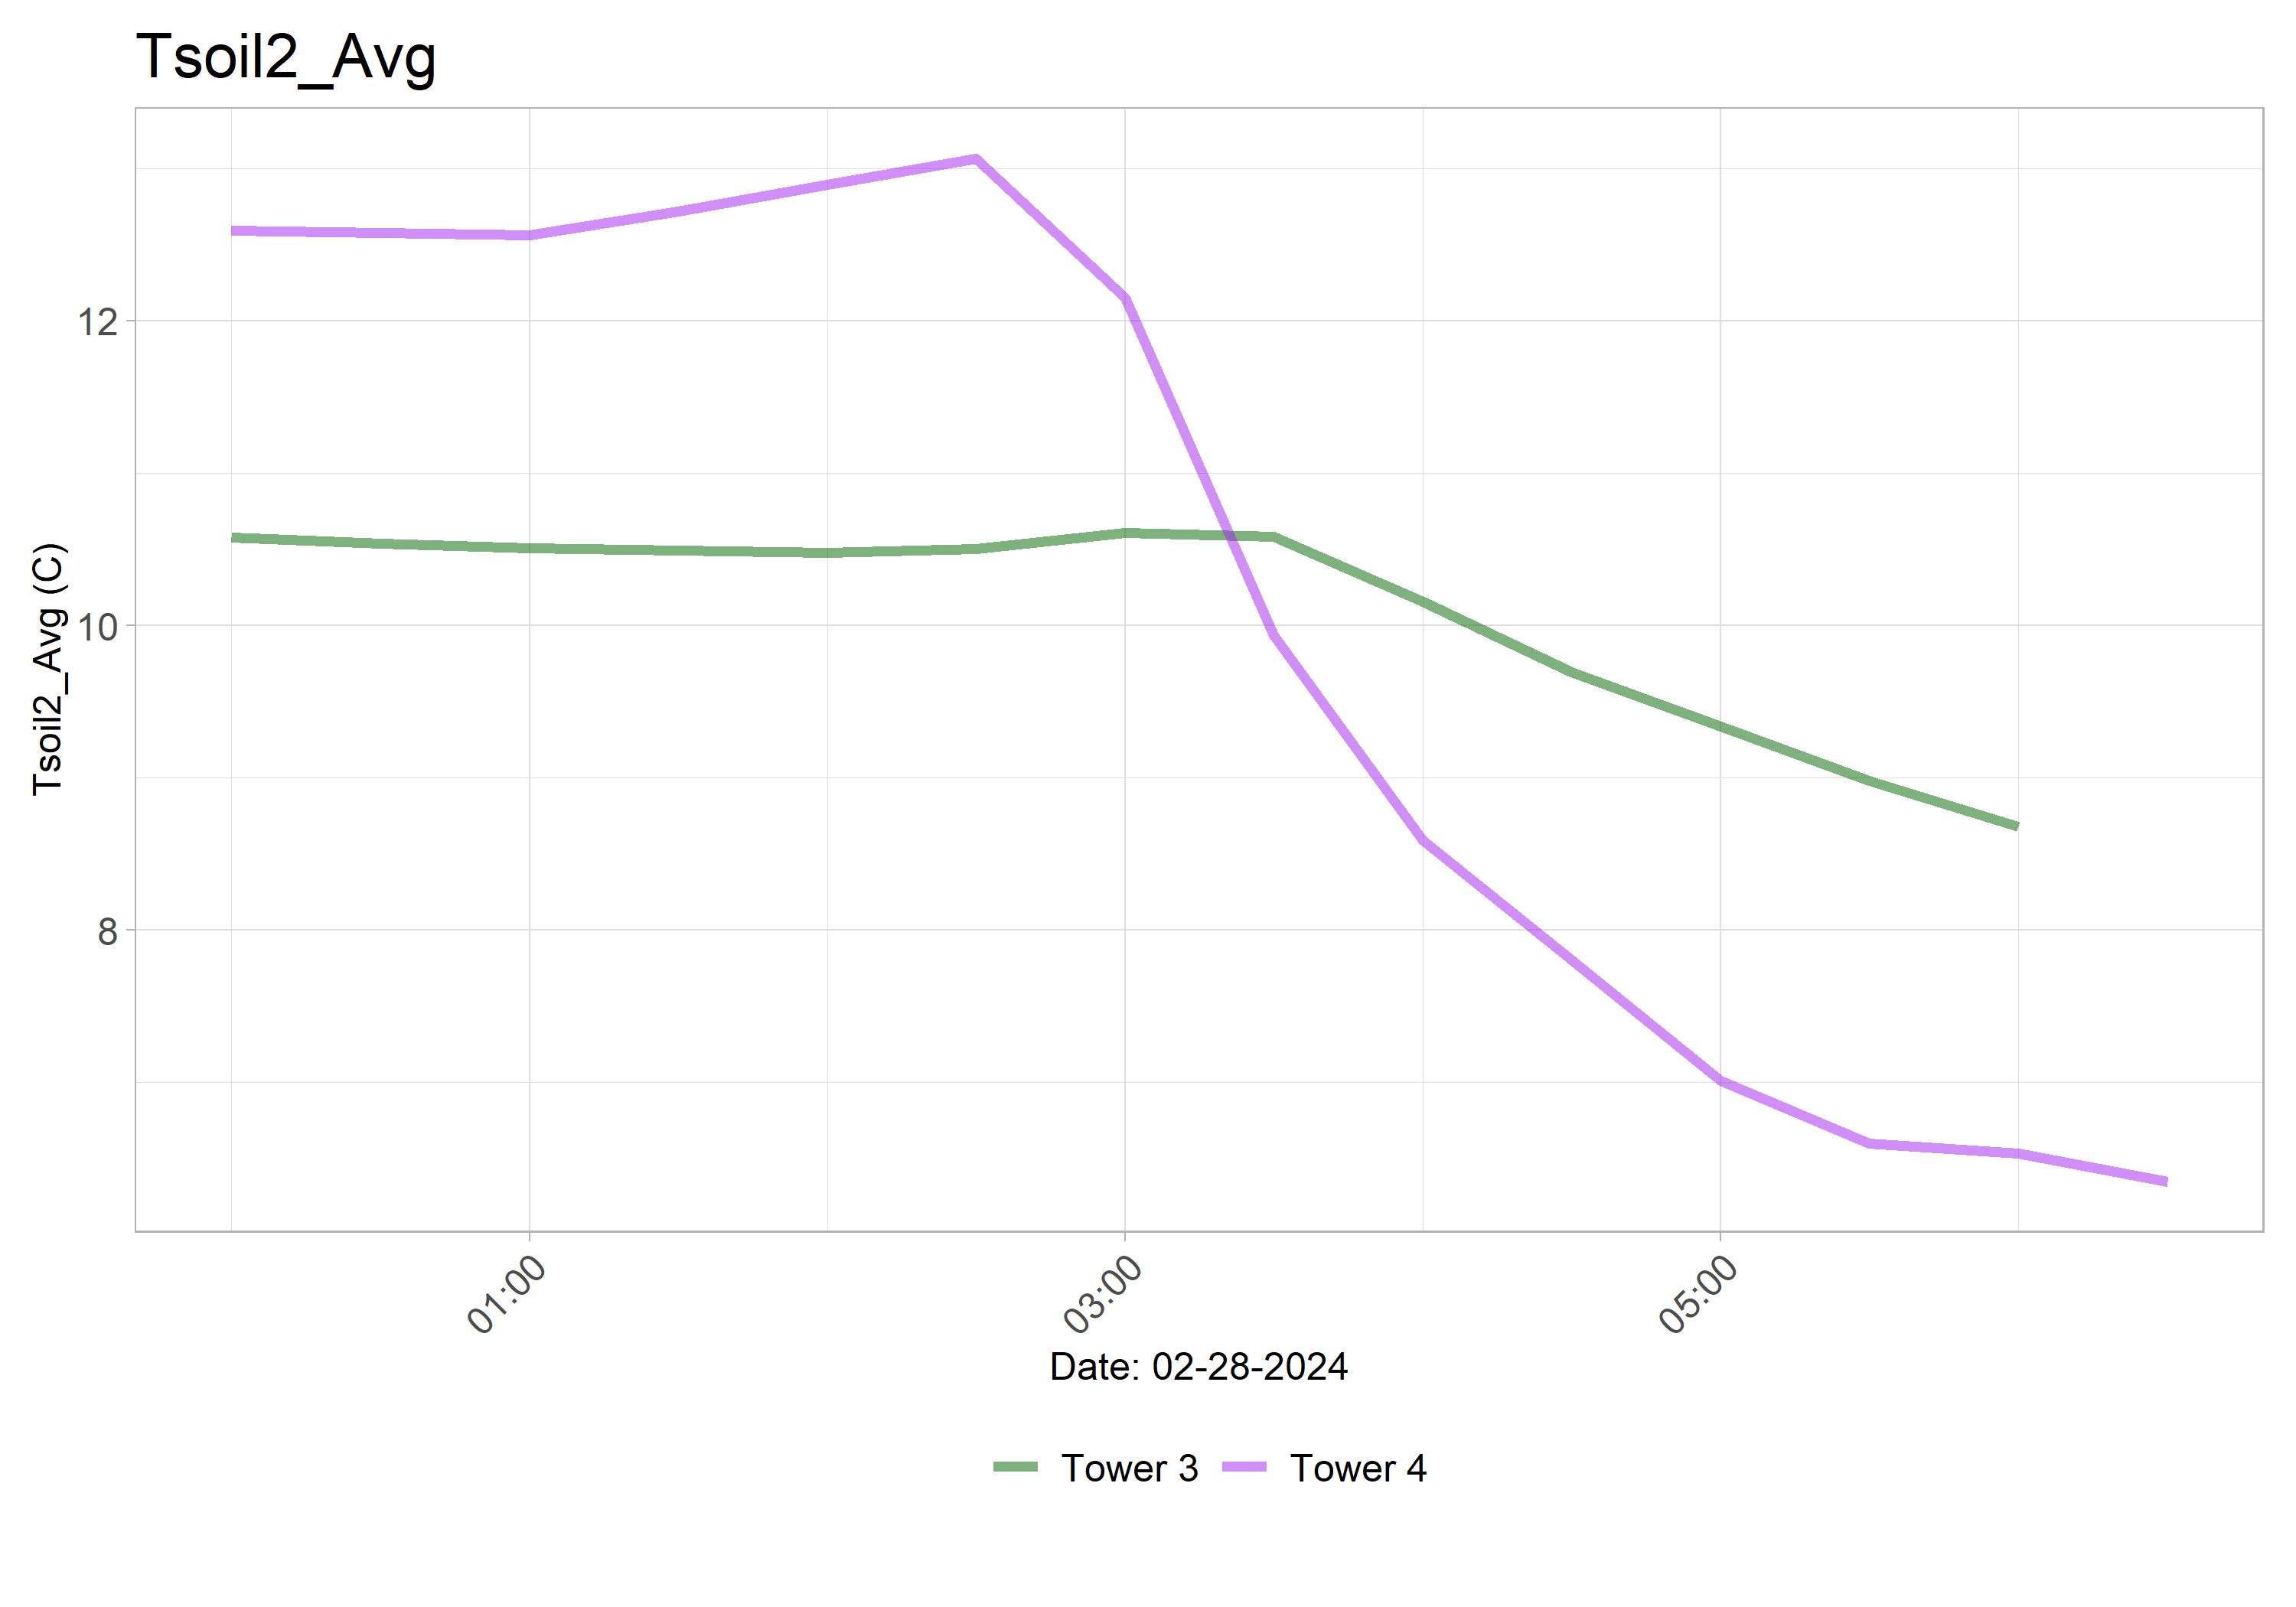 Tsoil2_Avg
Tsoil2_Avg (C)
12
10
8
01:00
03:00
05:00
Date: 02-28-2024
Tower 3
Tower 4